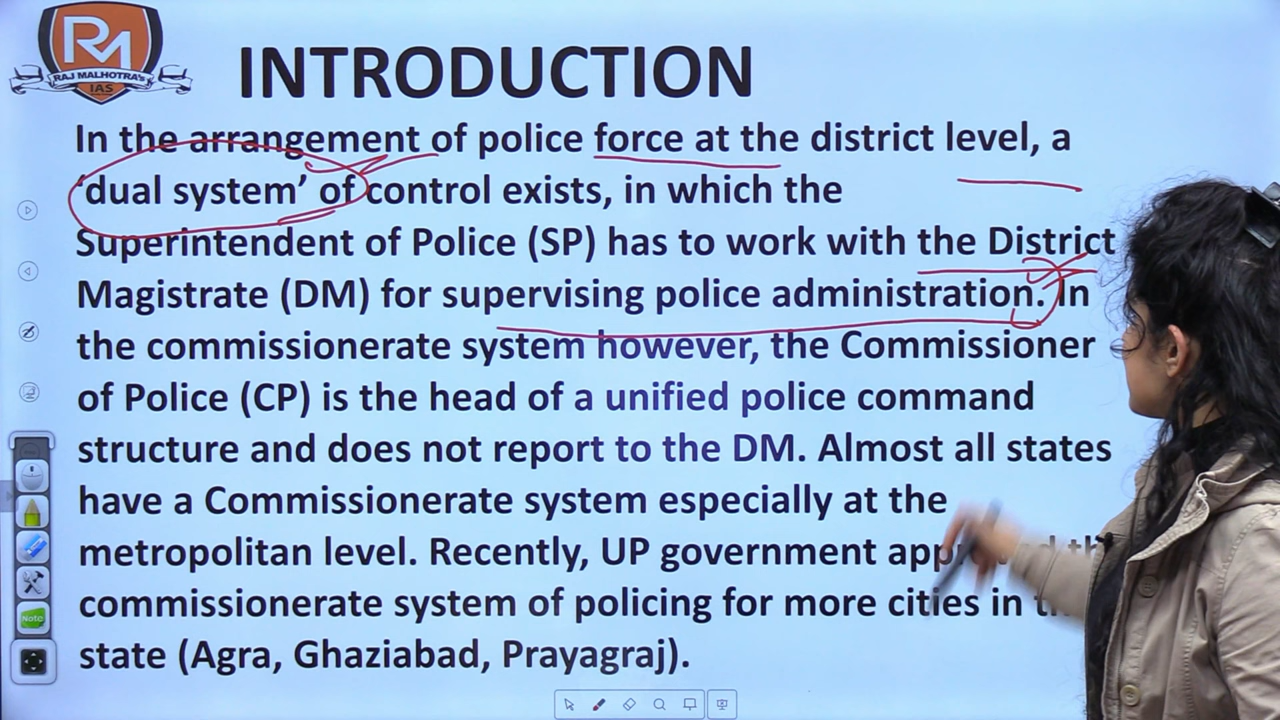 RM
RAJ MALHOTRA's
IAS
INTRODUCTION
In the arrangement of police force at the district level, a
‘dual system’ of control exists, in which the
Superintendent of Police (SP) has to work with the District
Magistrate (DM) for supervising police administration. In
the commissionerate system however, the Commissioner
of Police (CP) is the head of a unified police command
structure and does not report to the DM. Almost all states
have a Commissionerate system especially at the
metropolitan level. Recently, UP government
commissionerate system of policing for more cities in
state (Agra, Ghaziabad, Prayagraj).
Note